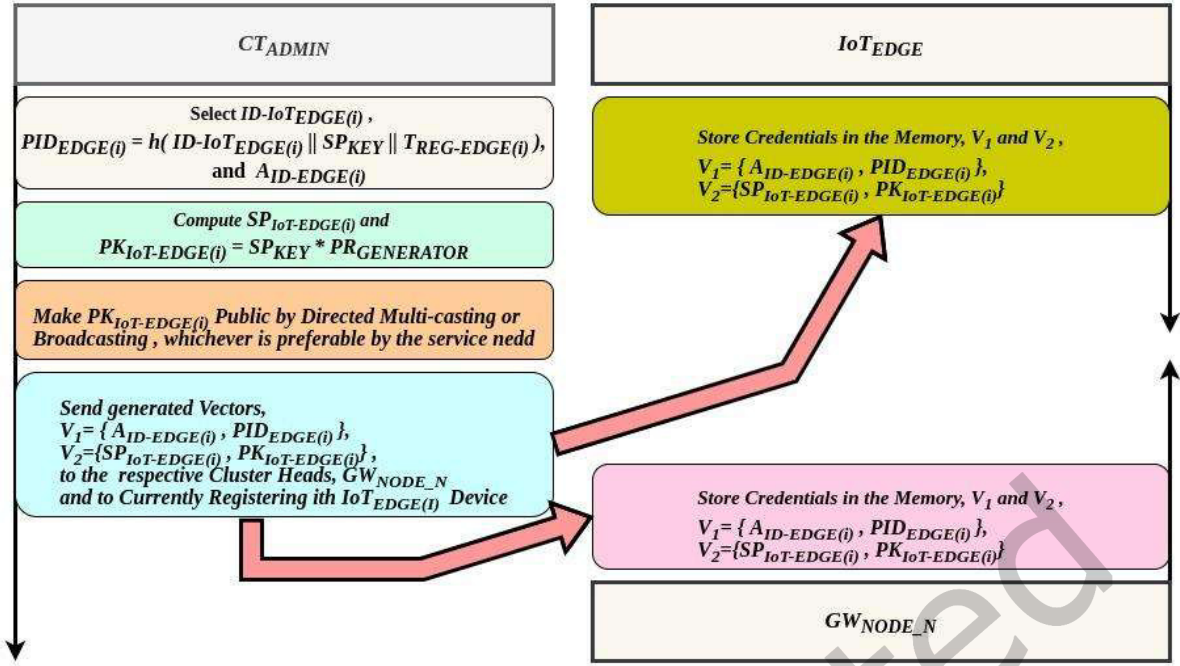 CT_ADMIN
Select ID-IoT_EDGE(i) ,
PID_EDGE(i) = h( ID-IoT_EDGE(i) || SP_KEY || T_REG-EDGE(i) ),
and A_ID-EDGE(i)
Compute SP_IoT-EDGE(i) and
PK_IoT-EDGE(i) = SP_KEY * PR_GENERATOR
Make PK_IoT-EDGE(i) Public by Directed Multi-casting or
Broadcasting , whichever is preferable by the service nedd
Send generated Vectors,
V_1= { A_ID-EDGE(i) , PID_EDGE(i) },
V_2={SP_IoT-EDGE(i) , PK_IoT-EDGE(i)} ,
to the respective Cluster Heads, GW_NODE_N
and to Currently Registering ith IoT_EDGE(I) Device
IoT_EDGE
Store Credentials in the Memory, V_1 and V_2 ,
V_1= { A_ID-EDGE(i) , PID_EDGE(i) },
V_2={SP_IoT-EDGE(i) , PK_IoT-EDGE(i)}
Store Credentials in the Memory, V_1 and V_2 ,
V_1= { A_ID-EDGE(i) , PID_EDGE(i) },
V_2={SP_IoT-EDGE(i) , PK_IoT-EDGE(i)}
GW_NODE_N